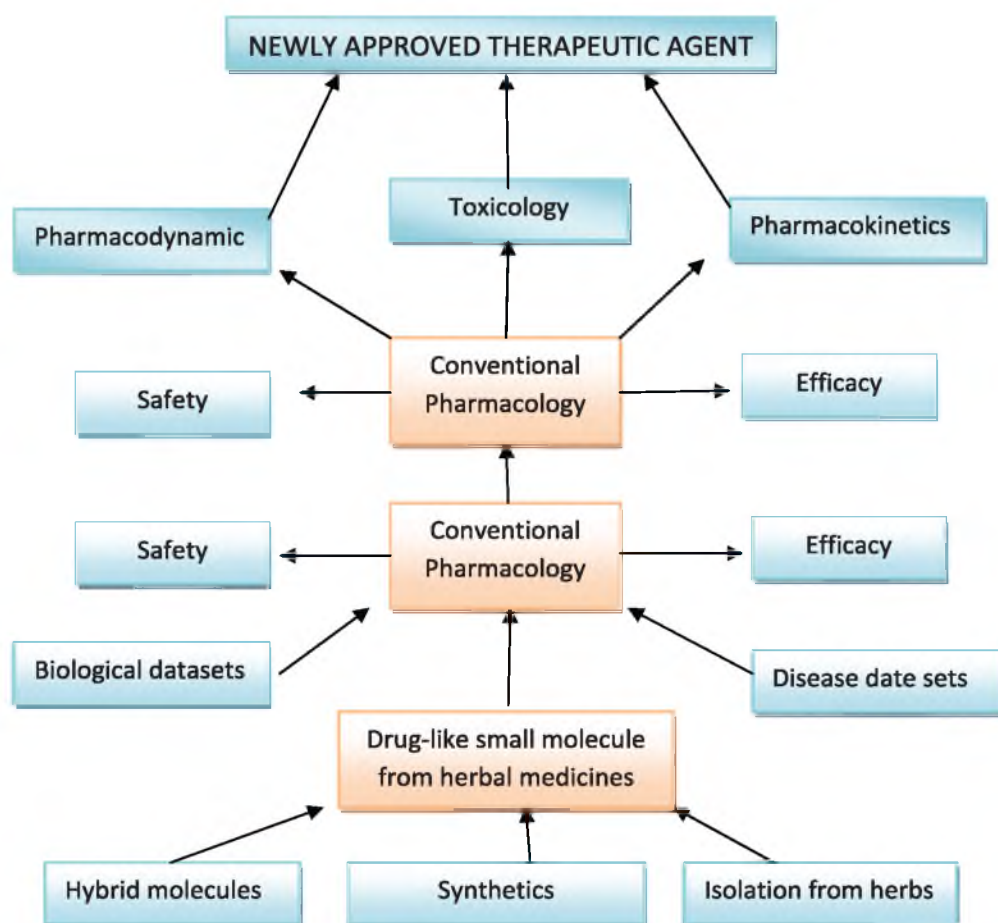 NEWLY APPROVED THERAPEUTIC AGENT
Pharmacodynamic
Toxicology
Pharmacokinetics
Conventional
Pharmacology
Safety
Efficacy
Conventional
Pharmacology
Safety
Efficacy
Biological datasets
Disease date sets
Drug-like small molecule
from herbal medicines
Hybrid molecules
Synthetics
Isolation from herbs